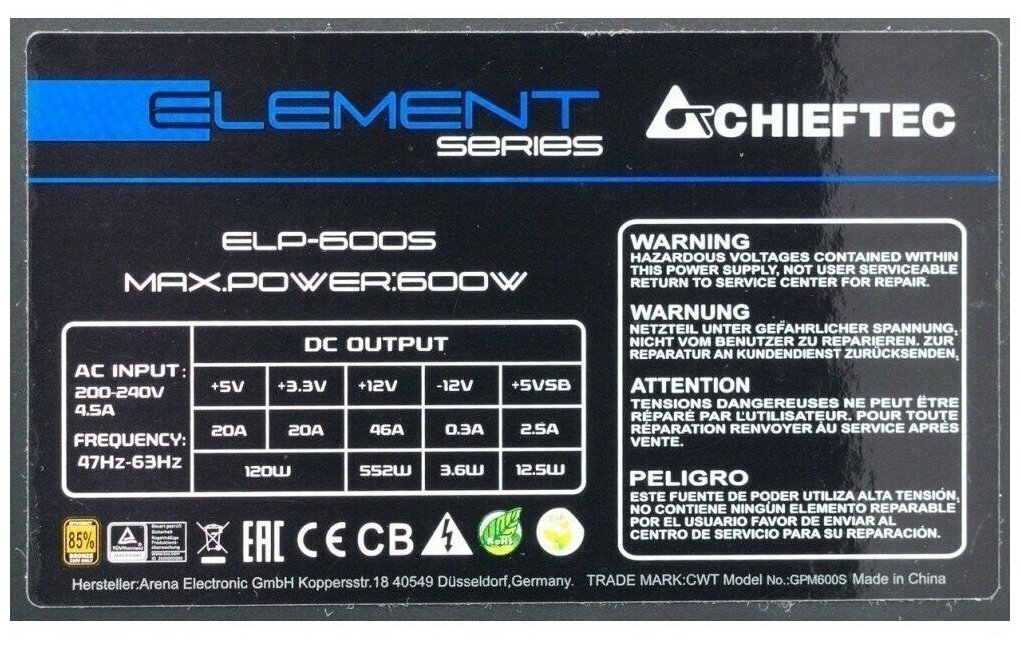 ELEMENT
SERIES
CHIEFTEC
ELP-600S
MAX.POWER:600W
AC INPUT:
200-240V
4.5A
FREQUENCY:
47Hz-63Hz
DC OUTPUT
+5V +3.3V +12V -12V +5VSB
20A 20A 46A 0.3A 2.5A
120W 552W 3.6W 12.5W
WARNING
HAZARDOUS VOLTAGES CONTAINED WITHIN
THIS POWER SUPPLY, NOT USER SERVICEABLE
RETURN TO SERVICE CENTER FOR REPAIR.
WARNUNG
NETZTEIL UNTER GEFAHRLICHER SPANNUNG,
NICHT VOM BENUTZER ZU REPARIEREN. ZUR
REPARATUR AN KUNDENDIENST ZURÜCKSENDEN,
ATTENTION
TENSIONS DANGEREUSES NE PEUT ÊTRE
RÉPARÉ PAR L'UTILISATEUR. POUR TOUTE
RÉPARATION RENVOYER ÀU SERVICE APRÈS
VENTE.
PELIGRO
ESTE FUENTE DE PODER UTILIZA ALTA TENSIÓN,
NO CONTIENE NINGÚN ELEMENTO REPARABLE
POR EL USUARIO FAVOR DE ENVIAR AL
CENTRO DE SERVICIO PARA SU REPARACIÓN.
85%
BRONZE
TÜVRheinland
EAC CE CB
RoHS
Hersteller:Arena Electronic GmbH Koppersstr.18 40549 Düsseldorf,Germany. TRADE MARK:CWT Model No.:GPM600S Made in China